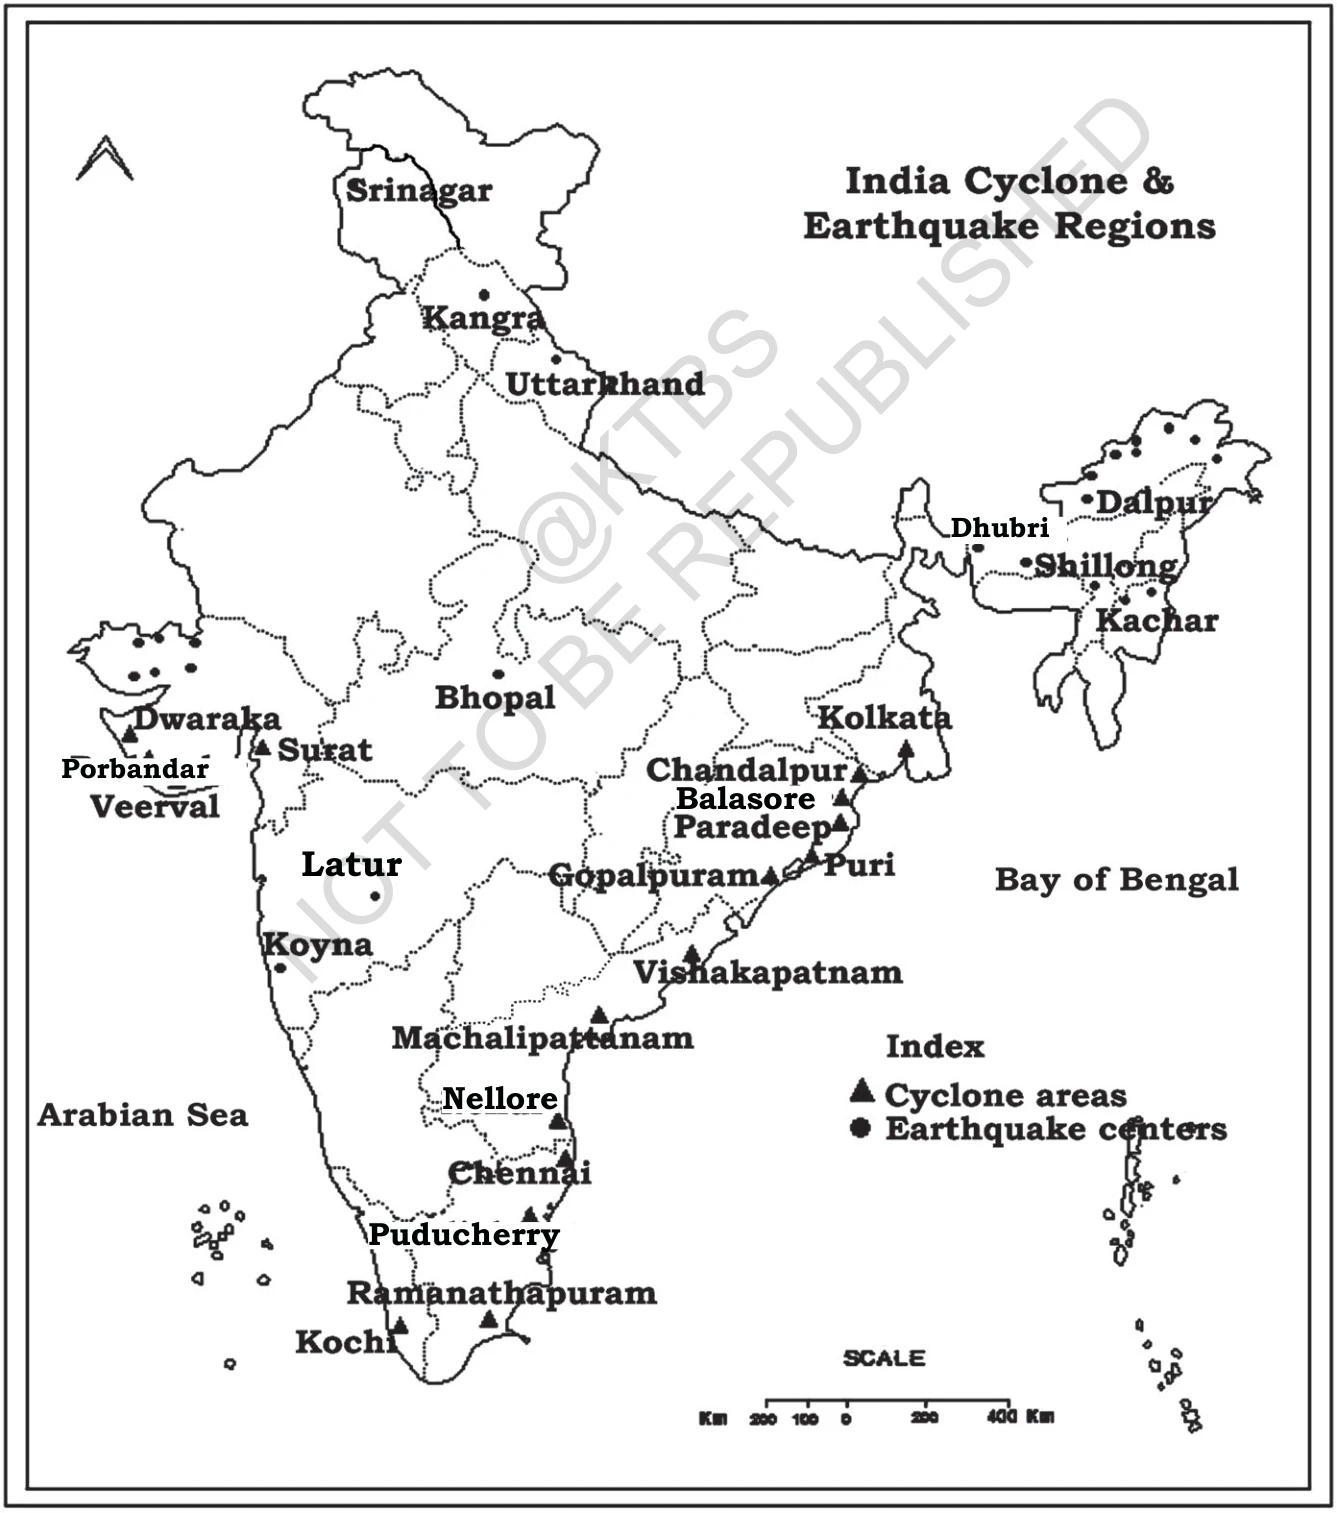 India Cyclone &
Earthquake Regions
Srinagar
Kangra
Uttarkhand
Dalpur
Dhubri
Shillong
Kachar
Bhopal
Dwaraka
Surat
Porbandar
Veerval
Kolkata
Chandalpur
Balasore
Paradeep
Puri
Gopalpuram
Latur
Bay of Bengal
Koyna
Vishakapatnam
Machalipattanam
Index
Cyclone areas
Earthquake centers
Nellore
Arabian Sea
Chennai
Puducherry
Ramanathapuram
Kochi
SCALE
Km 200 100 0 200 400 Km
@KTBS
NOT TO BE REPUBLISHED